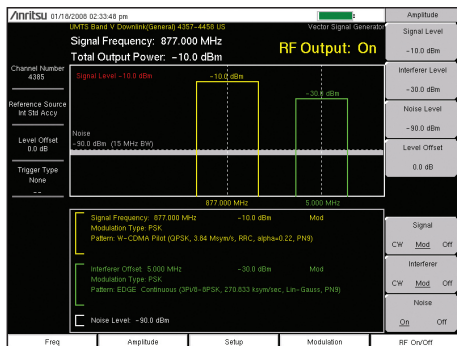 Anritsu 01/18/2008 02:33:48 pm
UMTS Band V Downlink(General) 4357-4458 US
Vector Signal Generator
Signal Frequency: 877.000 MHz
Total Output Power: -10.0 dBm
RF Output: On
Channel Number
4385
Reference Source
Int Std Accy
Level Offset
0.0 dB
Trigger Type
None
--
Signal Level -10.0 dBm
-10.0 dBm
-30.0 dBm
Noise
-90.0 dBm (15 MHz BW)
877.000 MHz
5.000 MHz
Signal Frequency: 877.000 MHz -10.0 dBm Mod
Modulation Type: PSK
Pattern: W-CDMA Pilot (QPSK, 3.84 Msym/s, RRC, alpha=0.22, PN9)
Interferer Offset: 5.000 MHz -30.0 dBm Mod
Modulation Type: PSK
Pattern: EDGE Continuous (3Pi/8-8PSK, 270.833 ksym/sec, Lin-Gauss, PN9)
Noise Level: -90.0 dBm
Amplitude
Signal Level
-10.0 dBm
Interferer Level
-30.0 dBm
Noise Level
-90.0 dBm
Level Offset
0.0 dB
Signal
CW Mod Off
Interferer
CW Mod Off
Noise
On Off
Freq Amplitude Setup Modulation RF On/Off